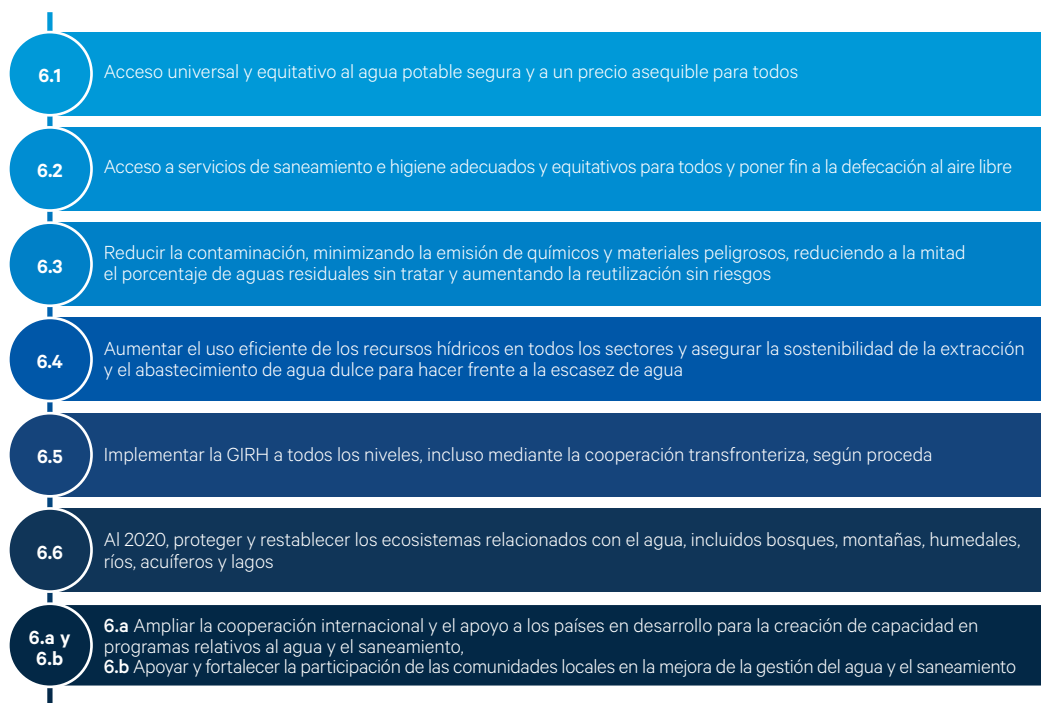 6.1
Acceso universal y equitativo al agua potable segura y a un precio asequible para todos
6.2
Acceso a servicios de saneamiento e higiene adecuados y equitativos para todos y poner fin a la defecación al aire libre
6.3
Reducir la contaminación, minimizando la emisión de químicos y materiales peligrosos, reduciendo a la mitad
el porcentaje de aguas residuales sin tratar y aumentando la reutilización sin riesgos
6.4
Aumentar el uso eficiente de los recursos hídricos en todos los sectores y asegurar la sostenibilidad de la extracción
y el abastecimiento de agua dulce para hacer frente a la escasez de agua
6.5
Implementar la GIRH a todos los niveles, incluso mediante la cooperación transfronteriza, según proceda
6.6
Al 2020, proteger y restablecer los ecosistemas relacionados con el agua, incluidos bosques, montañas, humedales,
ríos, acuíferos y lagos
6.a y
6.b
6.a Ampliar la cooperación internacional y el apoyo a los países en desarrollo para la creación de capacidad en
programas relativos al agua y el saneamiento,
6.b Apoyar y fortalecer la participación de las comunidades locales en la mejora de la gestión del agua y el saneamiento